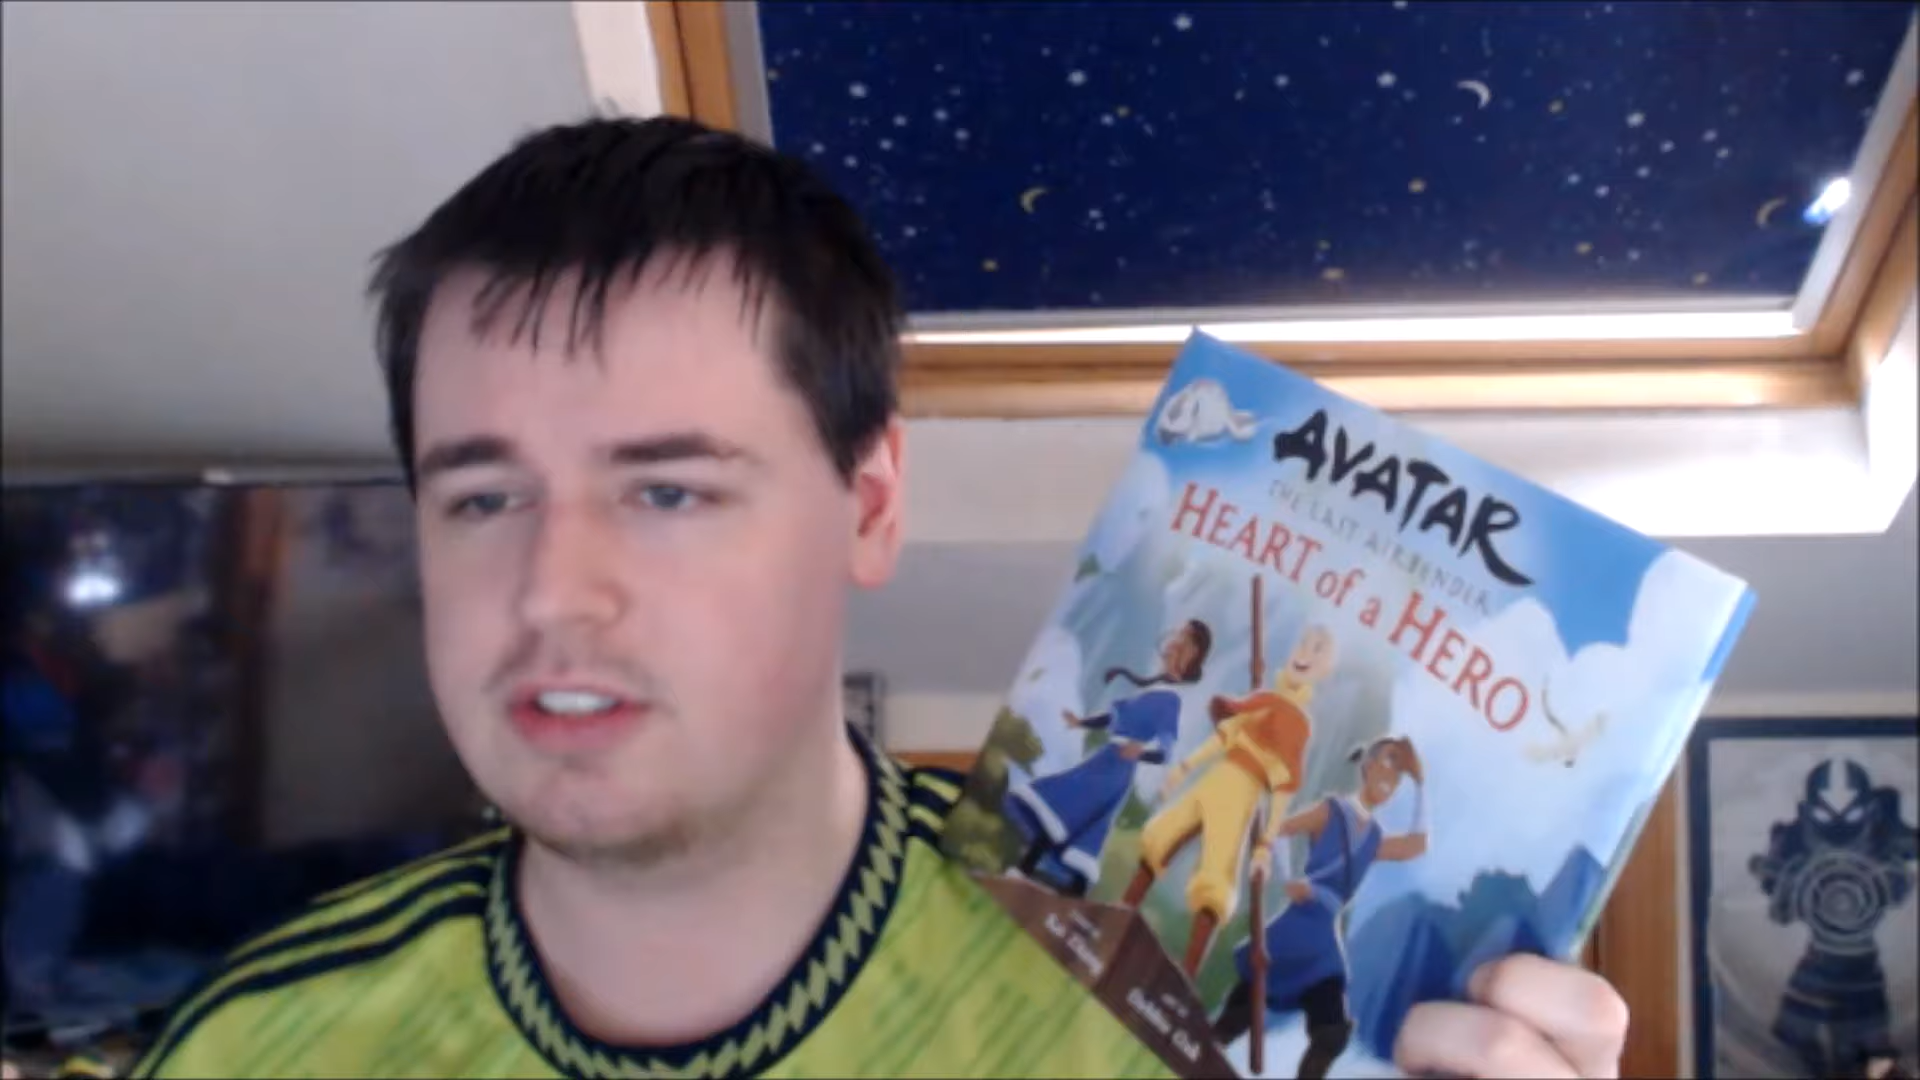 AVATAR
THE LAST AIRBENDER
HEART of a HERO